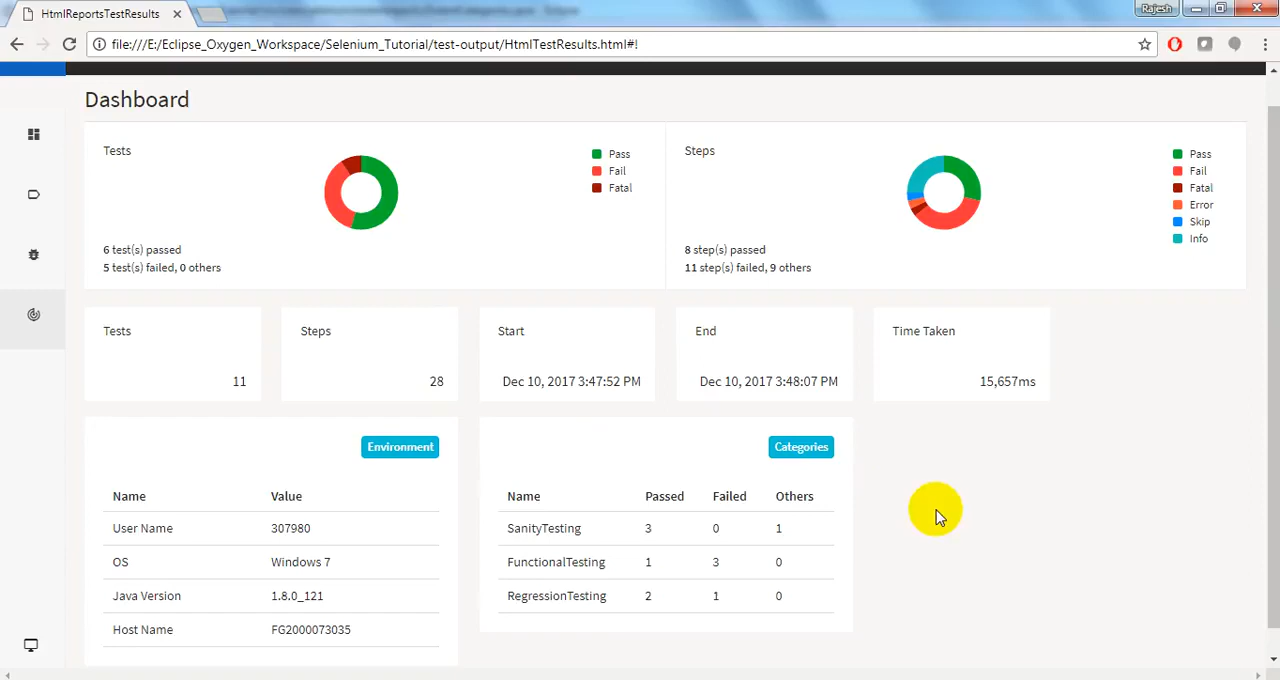 HtmlReportsTestResults
Rajesh
file:///E:/Eclipse_Oxygen_Workspace/Selenium_Tutorial/test-output/HtmlTestResults.html#!
Dashboard
Tests
Pass
Fail
Fatal
6 test(s) passed
5 test(s) failed, 0 others
Steps
Pass
Fail
Fatal
Error
Skip
Info
8 step(s) passed
11 step(s) failed, 9 others
Tests
11
Steps
28
Start
Dec 10, 2017 3:47:52 PM
End
Dec 10, 2017 3:48:07 PM
Time Taken
15,657ms
Environment
Name Value
User Name 307980
OS Windows 7
Java Version 1.8.0_121
Host Name FG2000073035
Categories
Name Passed Failed Others
SanityTesting 3 0 1
FunctionalTesting 1 3 0
RegressionTesting 2 1 0